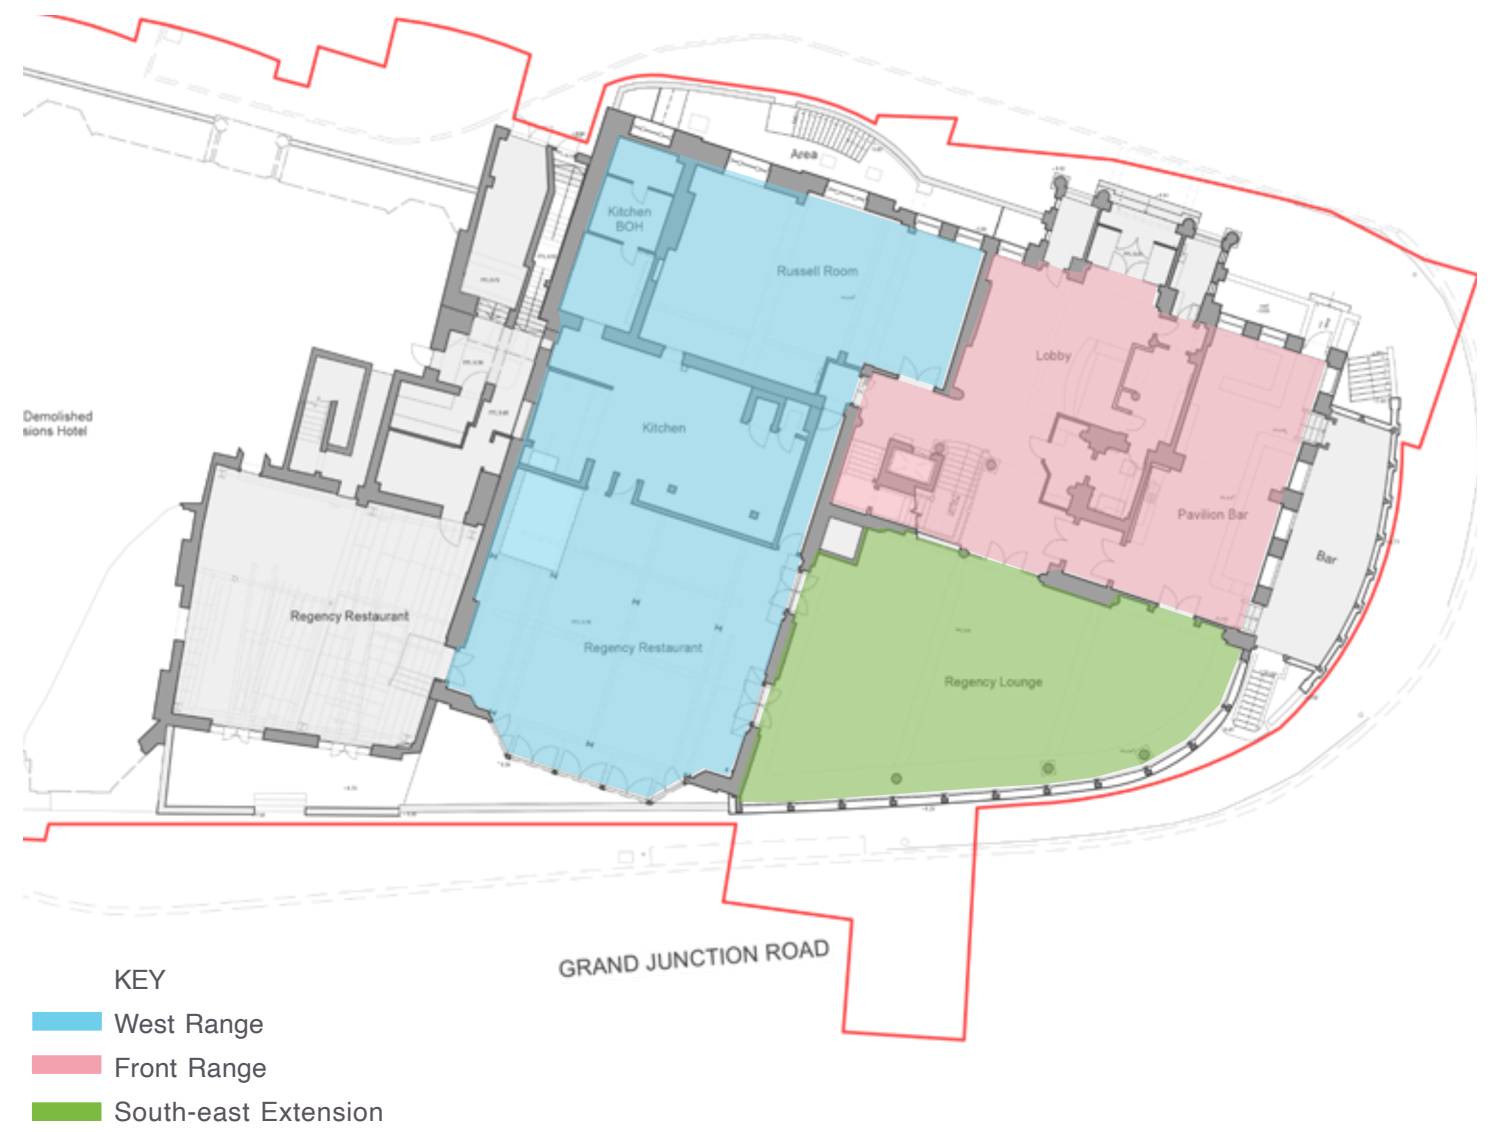 Area
Kitchen
BOH
Russell Room
Lobby
Demolished
sions Hotel
Kitchen
Pavilion Bar
Bar
Regency Restaurant
Regency Restaurant
Regency Lounge
GRAND JUNCTION ROAD
KEY
West Range
Front Range
South-east Extension